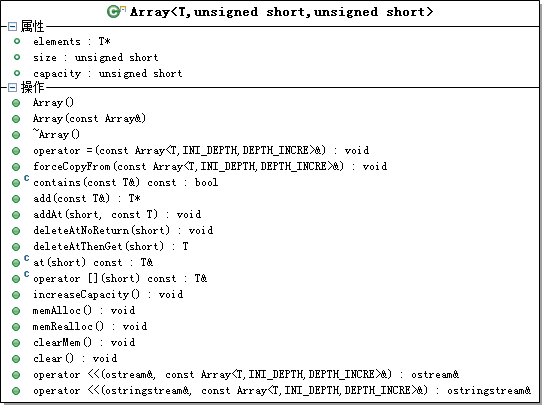 Array<T,unsigned short,unsigned short>
属性
elements : T*
size : unsigned short
capacity : unsigned short
操作
Array()
Array(const Array&)
~Array()
operator =(const Array<T,INI_DEPTH,DEPTH_INCRE>&) : void
forceCopyFrom(const Array<T,INI_DEPTH,DEPTH_INCRE>&) : void
contains(const T&) const : bool
add(const T&) : T*
addAt(short, const T) : void
deleteAtNoReturn(short) : void
deleteAtThenGet(short) : T
at(short) const : T&
operator [](short) const : T&
increaseCapacity() : void
memAlloc() : void
memRealloc() : void
clearMem() : void
clear() : void
operator <<(ostream&, const Array<T,INI_DEPTH,DEPTH_INCRE>&) : ostream&
operator <<(ostringstream&, const Array<T,INI_DEPTH,DEPTH_INCRE>&) : ostringstream&